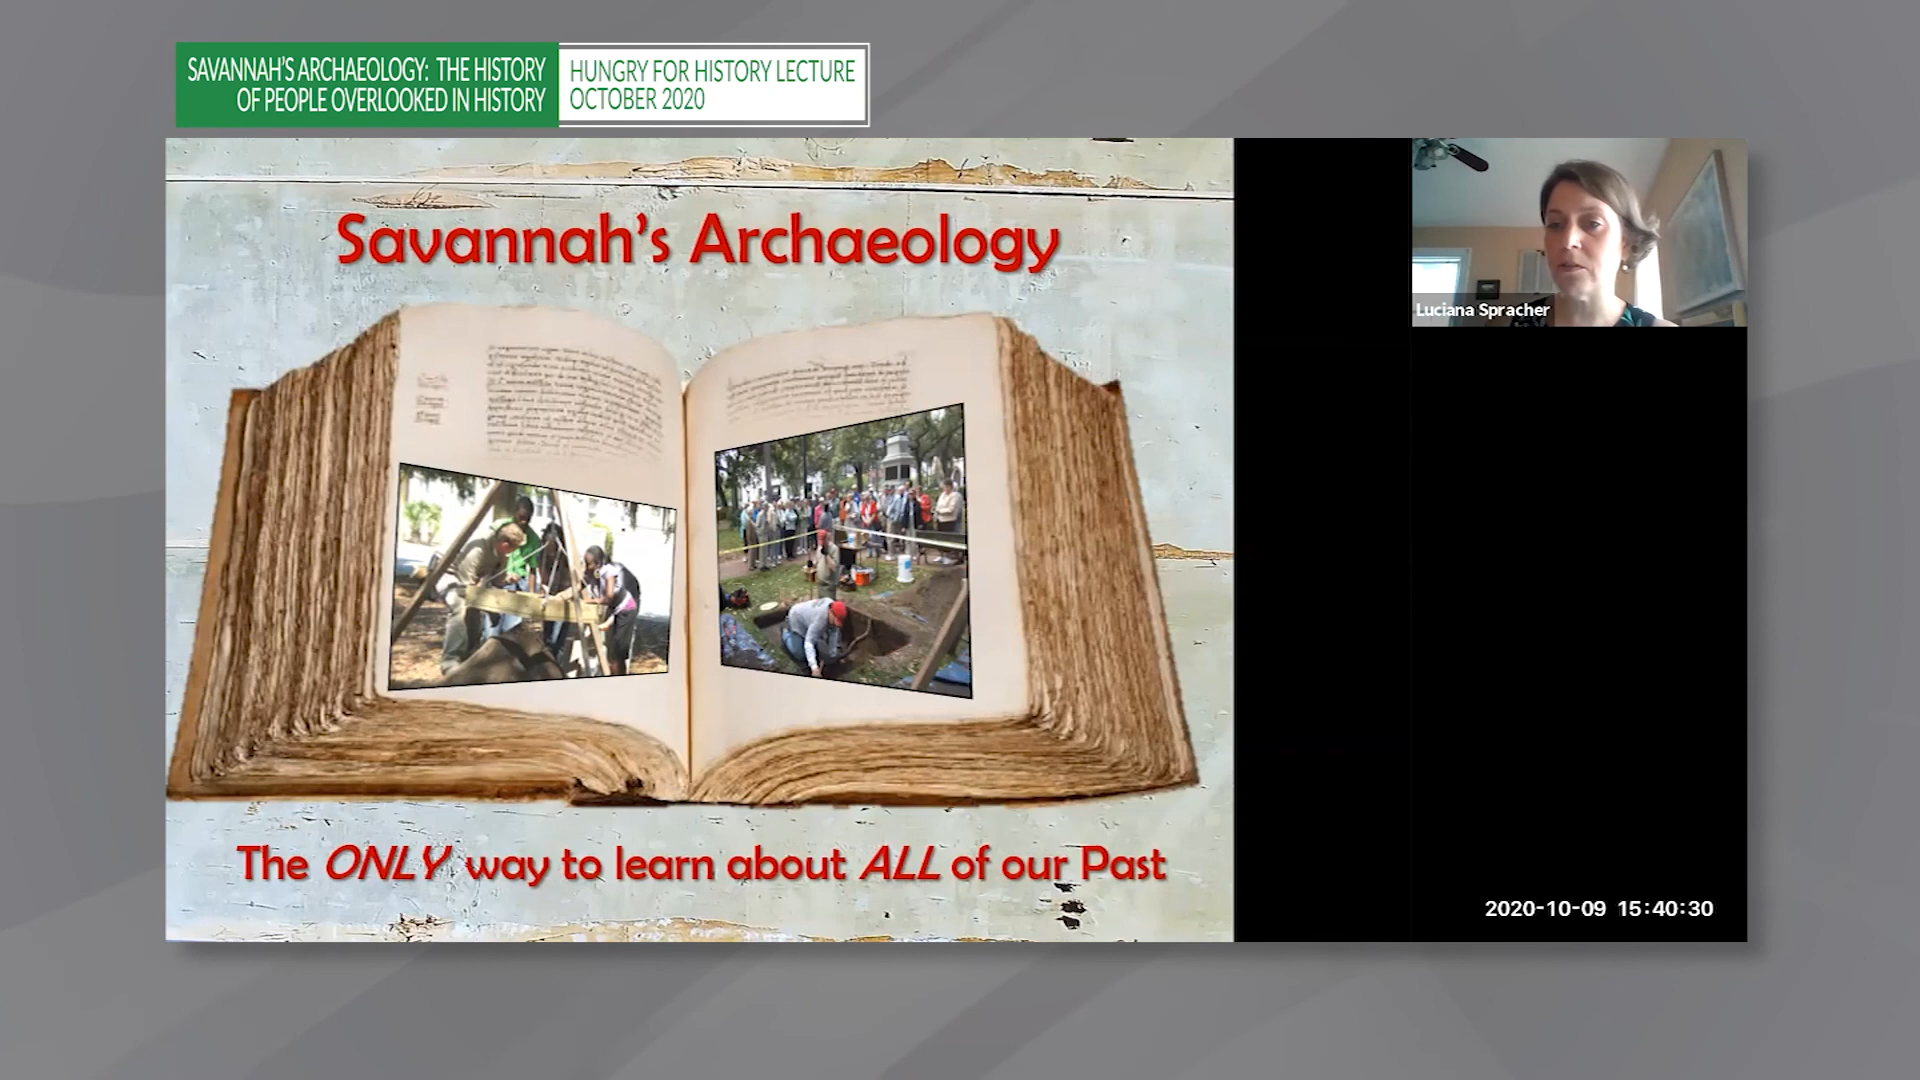 SAVANNAH'S ARCHAEOLOGY: THE HISTORY
OF PEOPLE OVERLOOKED IN HISTORY
HUNGRY FOR HISTORY LECTURE
OCTOBER 2020
Savannah's Archaeology
The ONLY way to learn about ALL of our Past
Luciana Spracher
2020-10-09 15:40:30